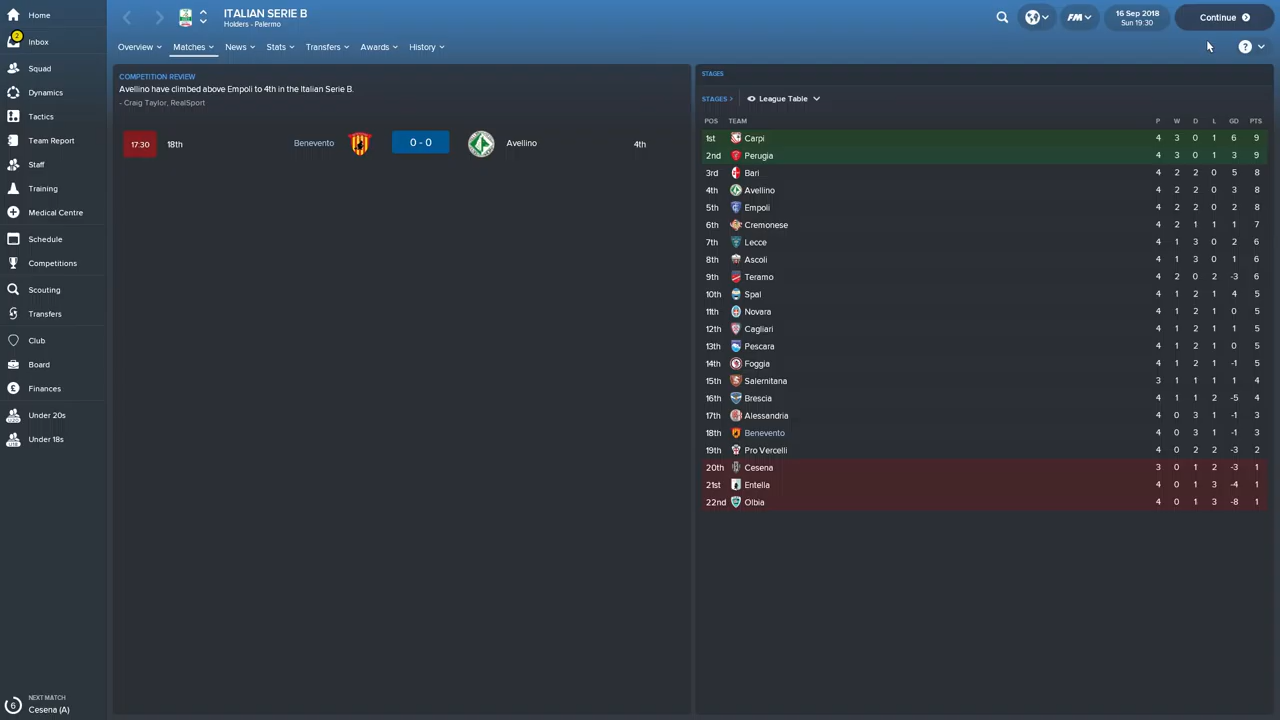 Home
2
Inbox
Squad
Dynamics
Tactics
Team Report
Staff
Training
Medical Centre
Schedule
Competitions
Scouting
Transfers
Club
Board
Finances
Under 20s
Under 18s
6
NEXT MATCH
Cesena (A)
ITALIAN SERIE B
Holders - Palermo
FM
16 Sep 2018
Sun 19:30
Continue
Overview Matches News Stats Transfers Awards History
?
COMPETITION REVIEW
Avellino have climbed above Empoli to 4th in the Italian Serie B.
- Craig Taylor, RealSport
17:30 18th Benevento 0 - 0 Avellino 4th
STAGES
STAGES > League Table
POS TEAM P W D L GD PTS
1st Carpi 4 3 0 1 6 9
2nd Perugia 4 3 0 1 3 9
3rd Bari 4 2 2 0 5 8
4th Avellino 4 2 2 0 3 8
5th Empoli 4 2 2 0 2 8
6th Cremonese 4 2 1 1 1 7
7th Lecce 4 1 3 0 2 6
8th Ascoli 4 1 3 0 1 6
9th Teramo 4 2 0 2 -3 6
10th Spal 4 1 2 1 4 5
11th Novara 4 1 2 1 0 5
12th Cagliari 4 1 2 1 1 5
13th Pescara 4 1 2 1 0 5
14th Foggia 4 1 2 1 -1 5
15th Salernitana 3 1 1 1 1 4
16th Brescia 4 1 1 2 -5 4
17th Alessandria 4 0 3 1 -1 3
18th Benevento 4 0 3 1 -1 3
19th Pro Vercelli 4 0 2 2 -3 2
20th Cesena 3 0 1 2 -3 1
21st Entella 4 0 1 3 -4 1
22nd Olbia 4 0 1 3 -8 1